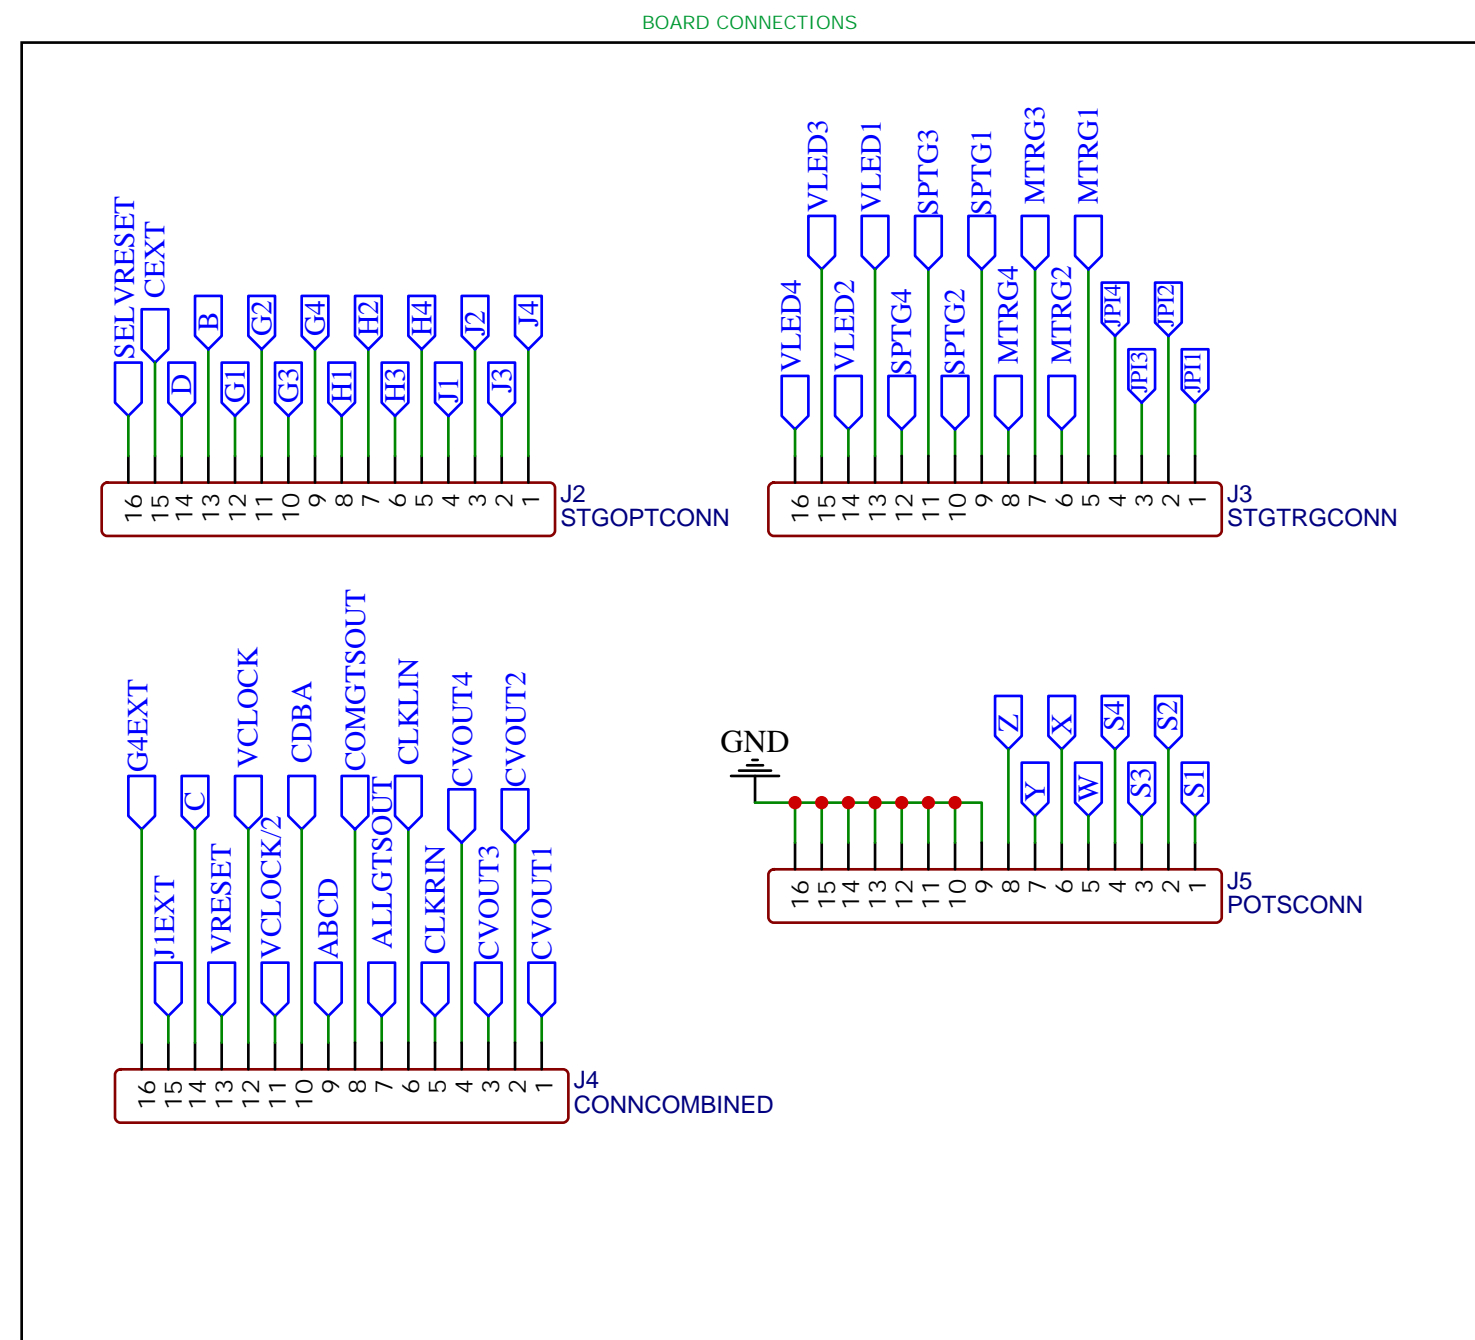 BOARD CONNECTIONS
SELVRESET
CEXT
D
B
G1
G2
G3
G4
H1
H2
H3
H4
J1
J2
J3
J4
16 15 14 13 12 11 10 9 8 7 6 5 4 3 2 1
J2
STGOPTCONN
VLED4
VLED3
VLED2
VLED1
SPTG4
SPTG3
SPTG2
SPTG1
MTRG4
MTRG3
MTRG2
MTRG1
JPI4
JPI3
JPI2
JPI1
16 15 14 13 12 11 10 9 8 7 6 5 4 3 2 1
J3
STGTRGCONN
G4EXT
J1EXT
C
VRESET
VCLOCK
VCLOCK/2
CDBA
ABCD
COMGTSOUT
ALLGTSOUT
CLKLIN
CLKRIN
CVOUT4
CVOUT3
CVOUT2
CVOUT1
16 15 14 13 12 11 10 9 8 7 6 5 4 3 2 1
J4
CONNCOMBINED
GND
Z
Y
X
W
S4
S3
S2
S1
16 15 14 13 12 11 10 9 8 7 6 5 4 3 2 1
J5
POTSCONN